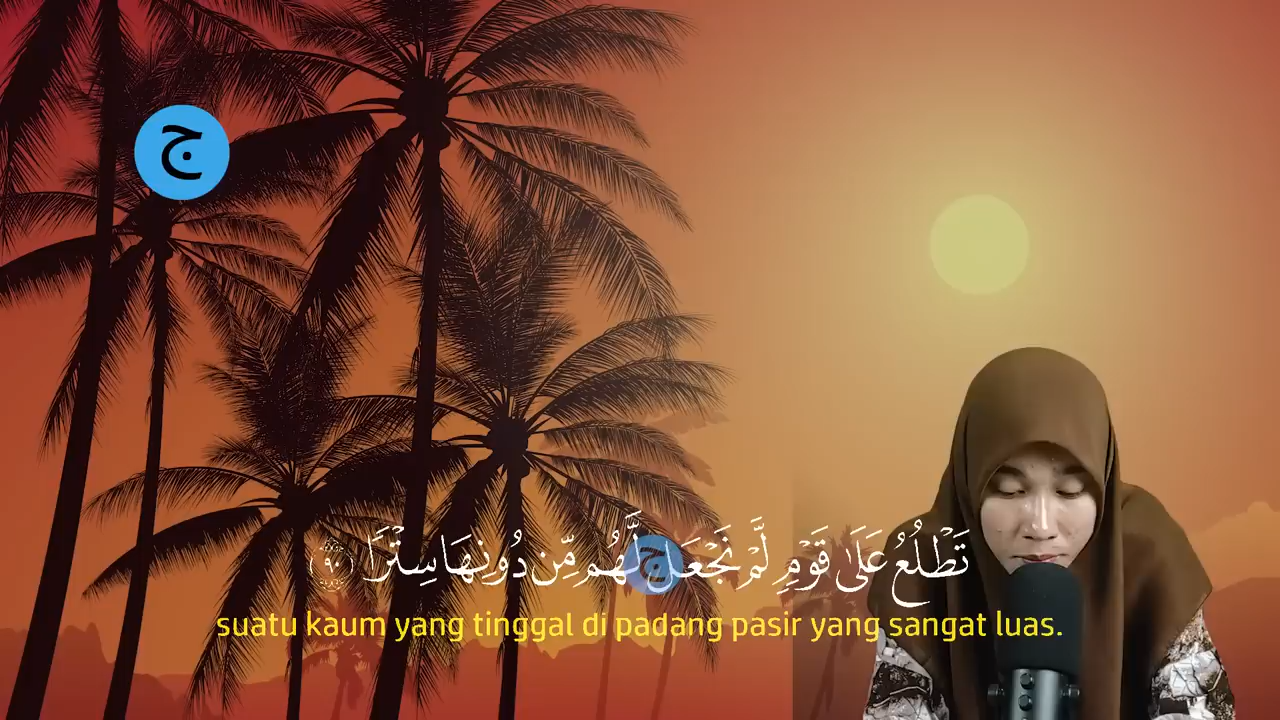 ج
تَطْلُعُ عَلَىٰ قَوْمٍ لَّمْ نَجْعَل لَّهُم مِّن دُونِهَا سِتْرًا ٩٠
ج
suatu kaum yang tinggal di padang pasir yang sangat luas.